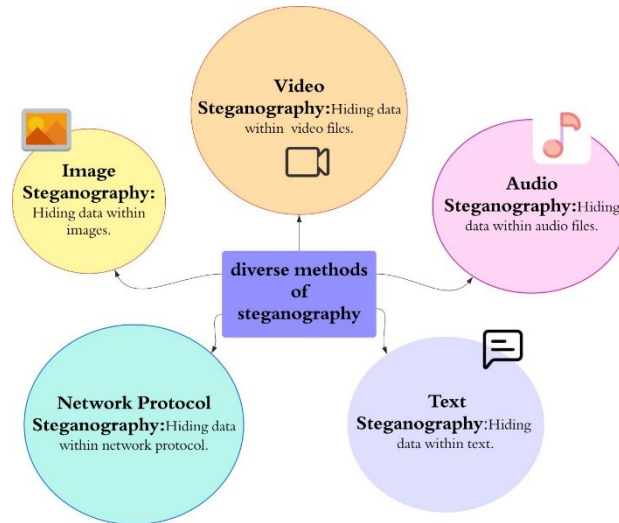 Video
Steganography:Hiding data
within video files.
Image
Steganography:
Hiding data within
images.
Audio
Steganography:Hiding
data within audio files.
diverse methods
of
steganography
Network Protocol
Steganography:Hiding data
within network protocol.
Text
Steganography:Hiding
data within text.